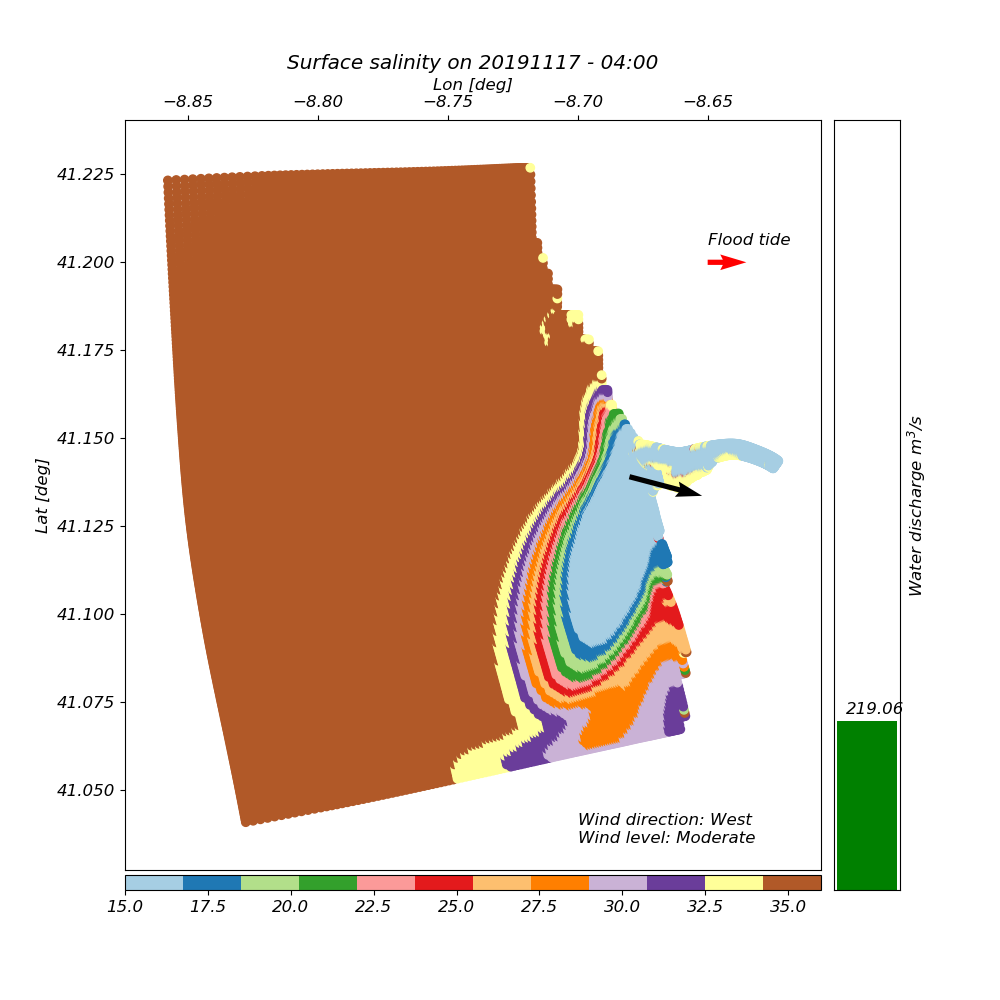 Surface salinity on 20191117 - 04:00
Lon [deg]
−8.85 −8.80 −8.75 −8.70 −8.65
41.225
41.200
41.175
41.150
41.125
41.100
41.075
41.050
Lat [deg]
Flood tide
Wind direction: West
Wind level: Moderate
15.0 17.5 20.0 22.5 25.0 27.5 30.0 32.5 35.0
219.06
Water discharge m³/s